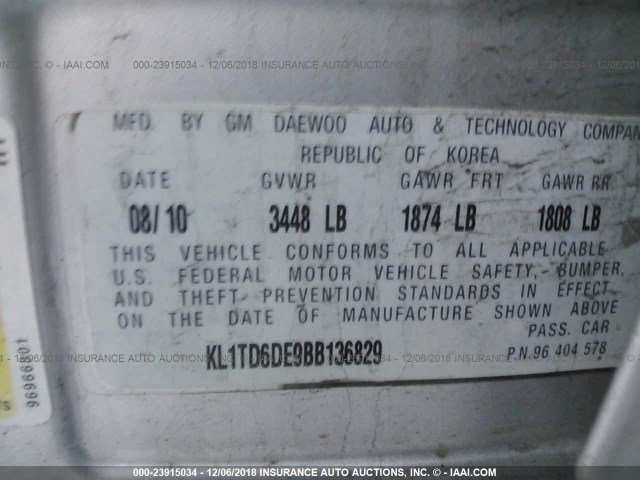 000-23915034 - 12/06/2018 INSURANCE AUTO AUCTIONS, INC. - © IAAI.COM
MFD. BY GM DAEWOO AUTO & TECHNOLOGY COMPAN
REPUBLIC OF KOREA
DATE GVWR GAWR FRT GAWR RR
08/10 3448 LB 1874 LB 1808 LB
THIS VEHICLE CONFORMS TO ALL APPLICABLE
U.S. FEDERAL MOTOR VEHICLE SAFETY, BUMPER,
AND THEFT PREVENTION STANDARDS IN EFFECT
ON THE DATE OF MANUFACTURE SHOWN ABOVE
PASS. CAR
KL1TD6DE9BB136829
P.N.96 404 578
000-23915034 - 12/06/2018 INSURANCE AUTO AUCTIONS, INC. - © IAAI.COM